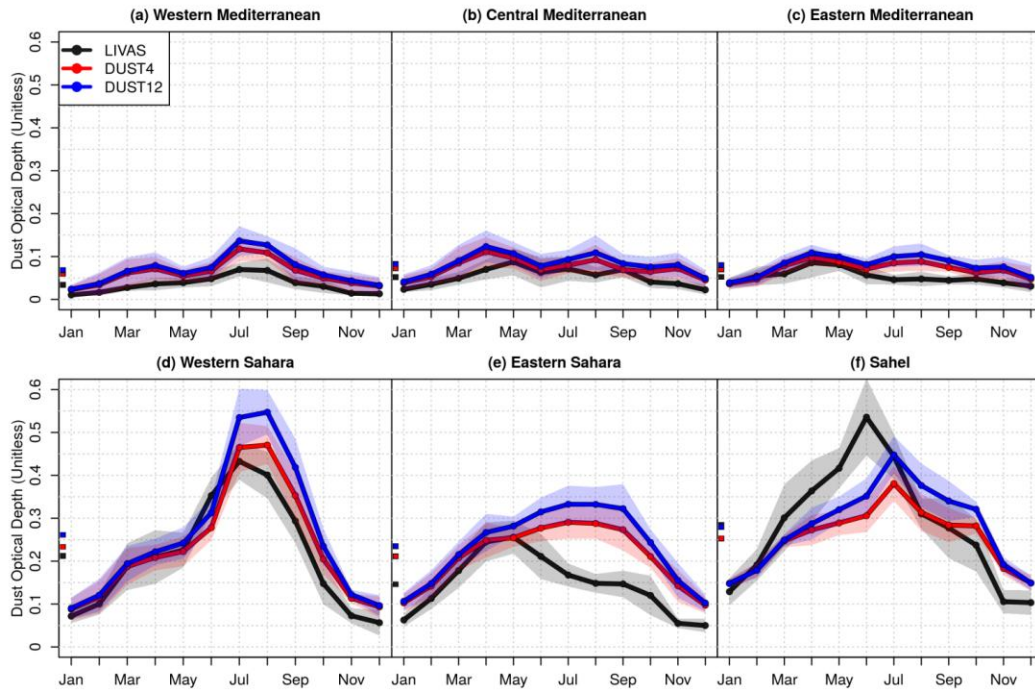 (a) Western Mediterranean (b) Central Mediterranean (c) Eastern Mediterranean
LIVAS
DUST4
DUST12
Dust Optical Depth (Unitless)
0.6
0.5
0.4
0.3
0.2
0.1
0
Jan Mar May Jul Sep Nov Jan Mar May Jul Sep Nov Jan Mar May Jul Sep Nov
(d) Western Sahara (e) Eastern Sahara (f) Sahel
Dust Optical Depth (Unitless)
0.6
0.5
0.4
0.3
0.2
0.1
0
Jan Mar May Jul Sep Nov Jan Mar May Jul Sep Nov Jan Mar May Jul Sep Nov